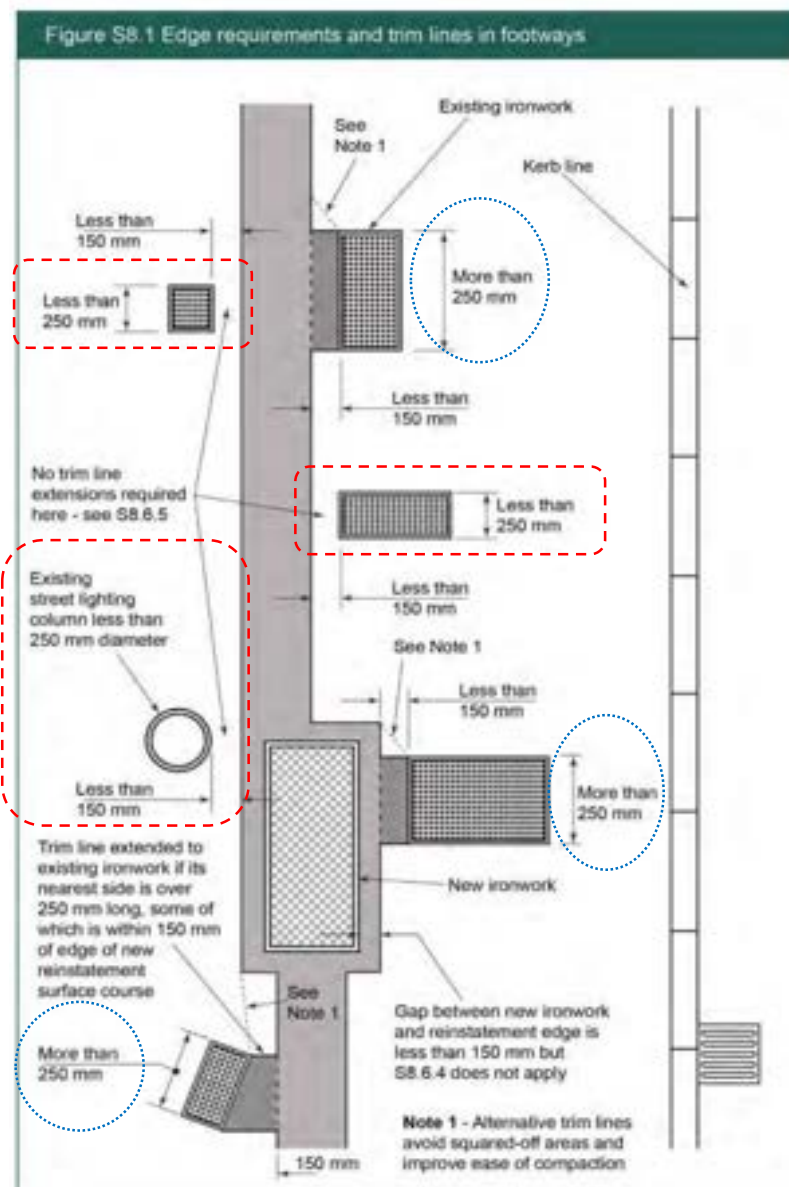 Figure S8.1 Edge requirements and trim lines in footways
Existing ironwork
See
Note 1
Kerb line
Less than
150 mm
Less than
250 mm
More than
250 mm
Less than
150 mm
No trim line
extensions required
here - see S8.6.5
Less than
250 mm
Less than
150 mm
Existing
street lighting
column less than
250 mm diameter
See Note 1
Less than
150 mm
Less than
150 mm
More than
250 mm
Trim line extended to
existing ironwork if its
nearest side is over
250 mm long, some of
which is within 150 mm
of edge of new
reinstatement
surface course
New ironwork
See
Note 1
Gap between new ironwork
and reinstatement edge is
less than 150 mm but
S8.6.4 does not apply
More than
250 mm
Note 1 - Alternative trim lines
avoid squared-off areas and
improve ease of compaction
150 mm